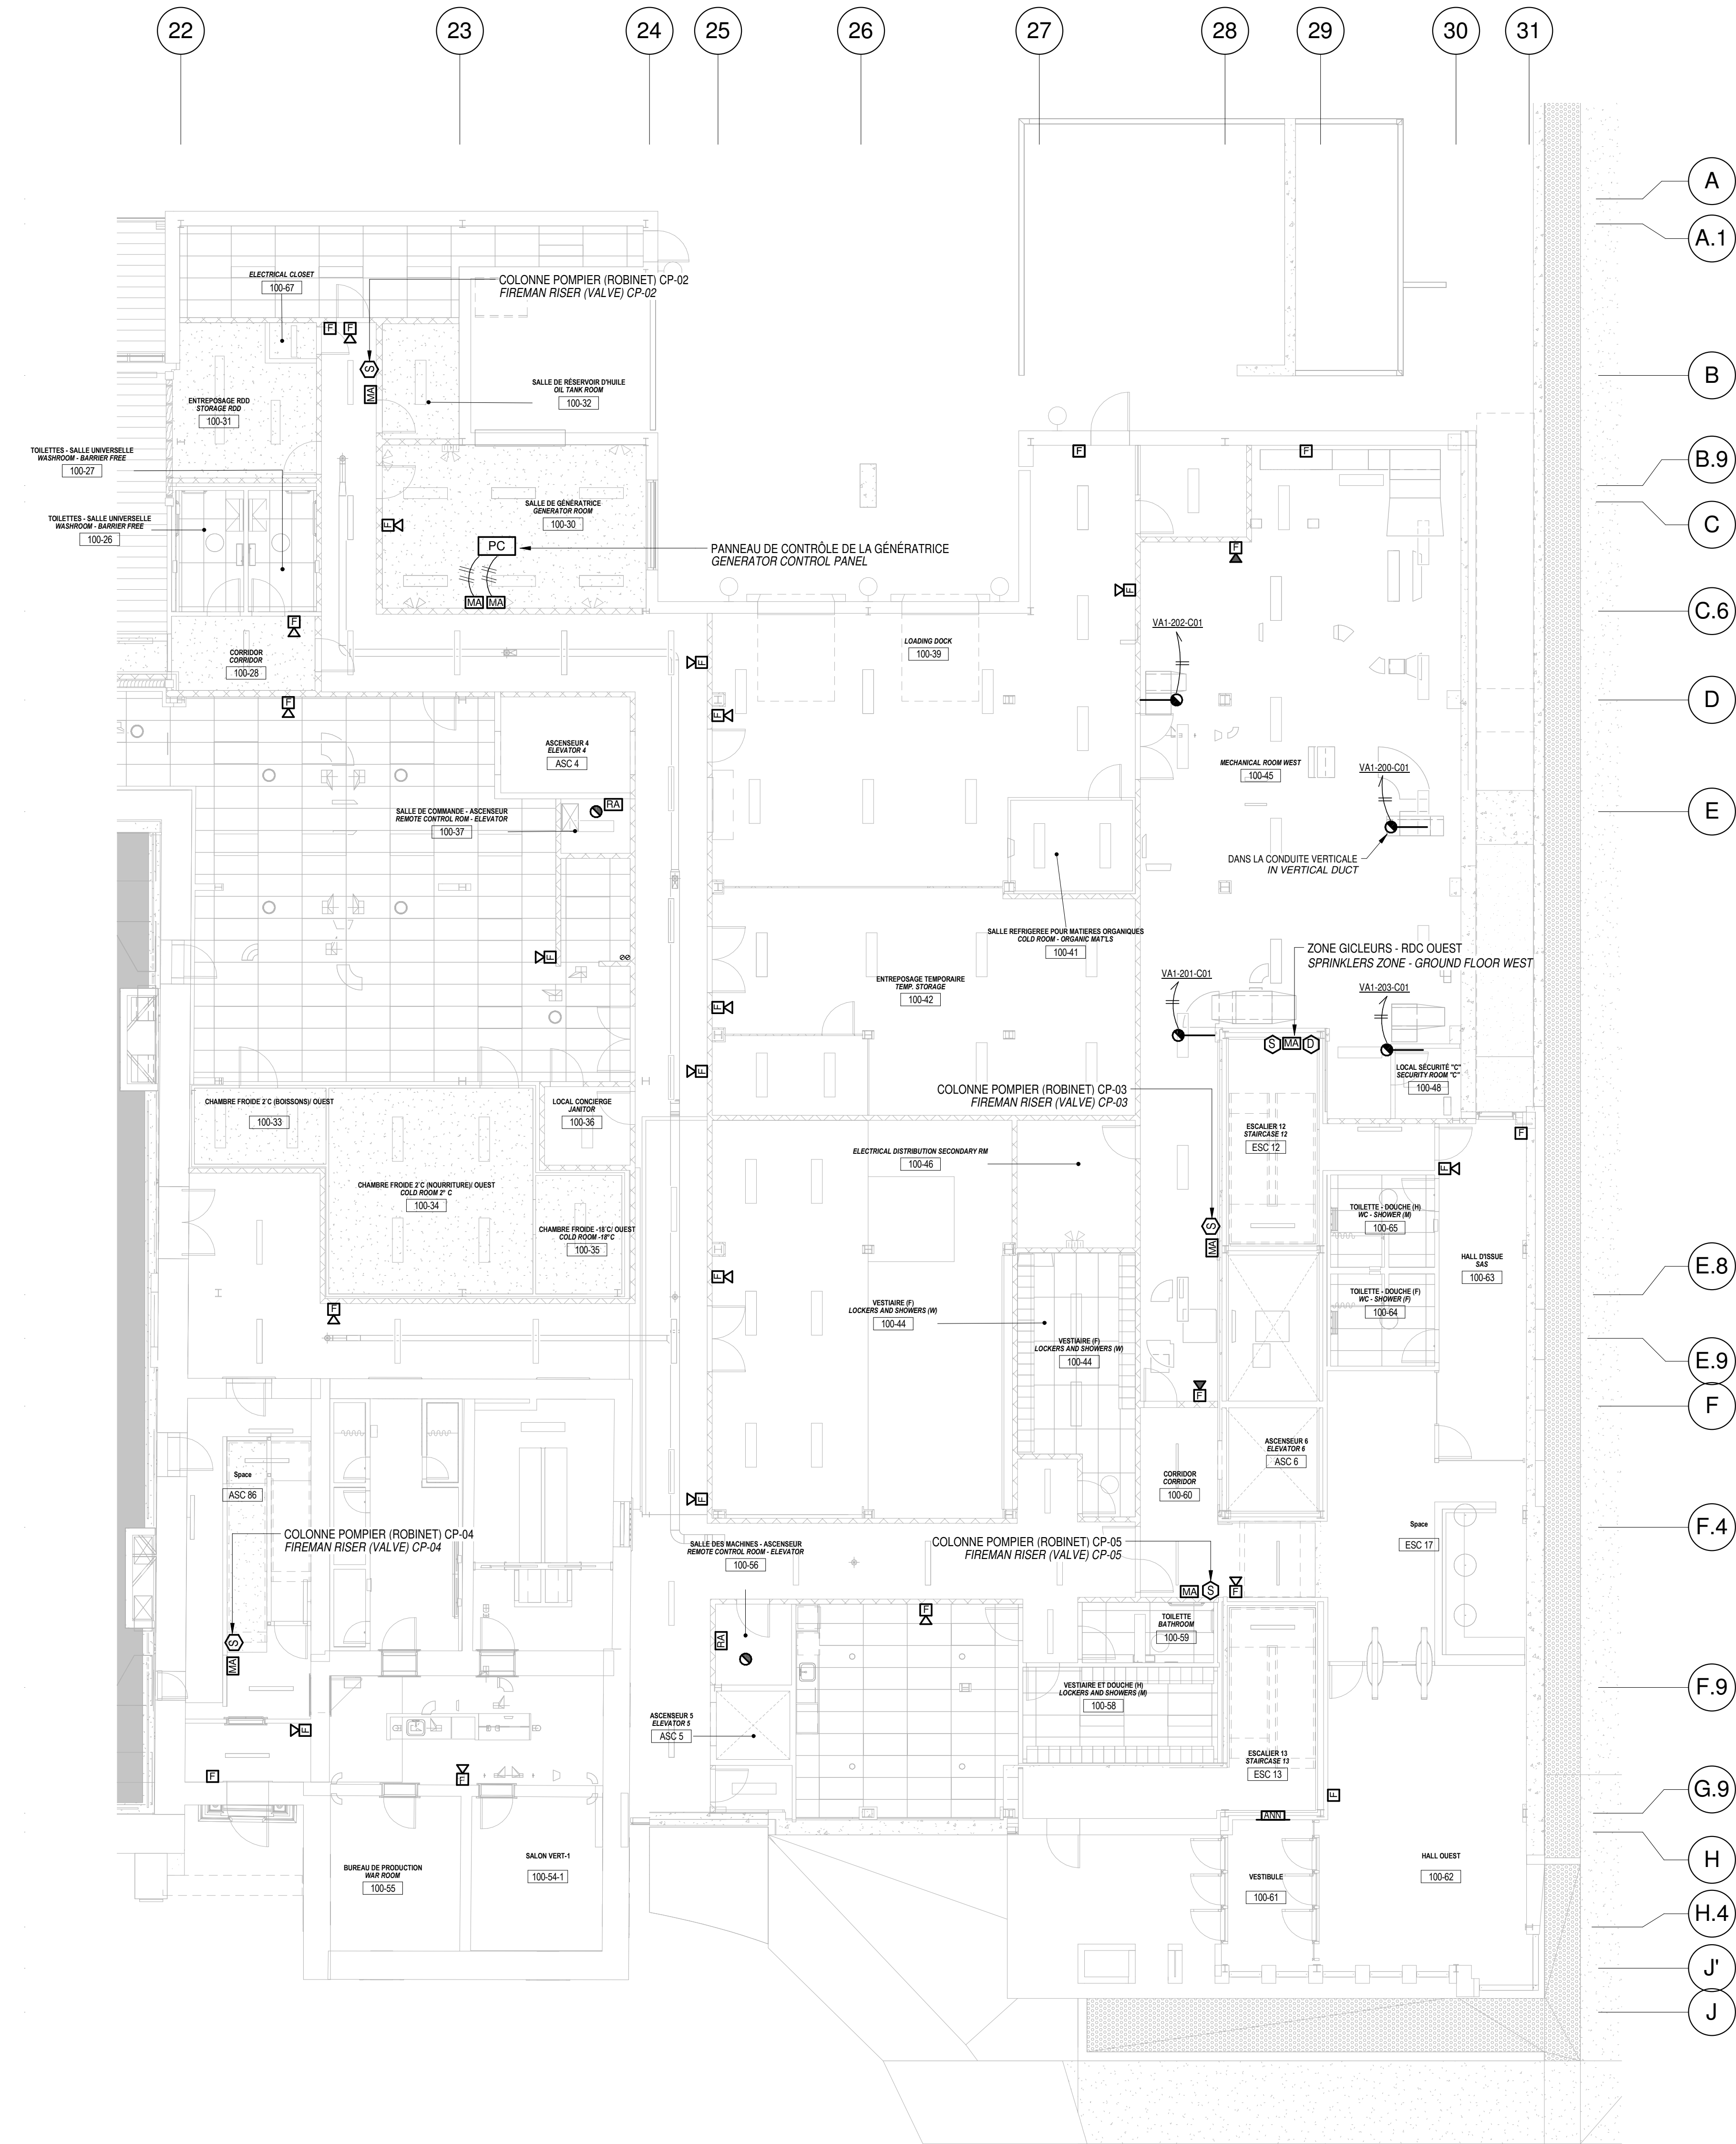 22
23
24
25
26
27
28
29
30
31
A
A.1
B
B.9
C
C.6
D
E
E.8
E.9
F
F.4
F.9
G.9
H
H.4
J'
J
ELECTRICAL CLOSET
100-67
COLONNE POMPIER (ROBINET) CP-02
FIREMAN RISER (VALVE) CP-02
F
F
S
MA
SALLE DE RÉSERVOIR D'HUILE
OIL TANK ROOM
100-32
ENTREPOSAGE RDD
STORAGE RDD
100-31
TOILETTES - SALLE UNIVERSELLE
WASHROOM - BARRIER FREE
100-27
F
F
SALLE DE GÉNÉRATRICE
GENERATOR ROOM
100-30
F
TOILETTES - SALLE UNIVERSELLE
WASHROOM - BARRIER FREE
100-26
PC
PANNEAU DE CONTRÔLE DE LA GÉNÉRATRICE
GENERATOR CONTROL PANEL
F
F
MA
MA
F
VA1-202-C01
LOADING DOCK
100-39
CORRIDOR
CORRIDOR
100-28
F
F
F
ASCENSEUR 4
ELEVATOR 4
ASC 4
MECHANICAL ROOM WEST
100-45
VA1-200-C01
RA
SALLE DE COMMANDE - ASCENSEUR
REMOTE CONTROL ROM - ELEVATOR
100-37
DANS LA CONDUITE VERTICALE
IN VERTICAL DUCT
SALLE REFRIGEREE POUR MATIERES ORGANIQUES
COLD ROOM - ORGANIC MAT'LS
100-41
ZONE GICLEURS - RDC OUEST
SPRINKLERS ZONE - GROUND FLOOR WEST
F
ENTREPOSAGE TEMPORAIRE
TEMP. STORAGE
100-42
VA1-201-C01
VA1-203-C01
F
S
MA
D
F
LOCAL SÉCURITÉ "C"
SECURITY ROOM "C"
100-48
COLONNE POMPIER (ROBINET) CP-03
FIREMAN RISER (VALVE) CP-03
CHAMBRE FROIDE 2˚C (BOISSONS)/ OUEST
100-33
LOCAL CONCIERGE
JANITOR
100-36
ESCALIER 12
STAIRCASE 12
ESC 12
F
ELECTRICAL DISTRIBUTION SECONDARY RM
100-46
F
CHAMBRE FROIDE 2˚C (NOURRITURE)/ OUEST
COLD ROOM 2° C
100-34
TOILETTE - DOUCHE (H)
WC - SHOWER (M)
100-65
S
MA
CHAMBRE FROIDE -18˚C/ OUEST
COLD ROOM -18°C
100-35
HALL D'ISSUE
SAS
100-63
F
TOILETTE - DOUCHE (F)
WC - SHOWER (F)
100-64
F
VESTIAIRE (F)
LOCKERS AND SHOWERS (W)
100-44
VESTIAIRE (F)
LOCKERS AND SHOWERS (W)
100-44
F
ASCENSEUR 6
ELEVATOR 6
ASC 6
CORRIDOR
CORRIDOR
100-60
Space
ASC 86
F
Space
ESC 17
COLONNE POMPIER (ROBINET) CP-04
FIREMAN RISER (VALVE) CP-04
SALLE DES MACHINES - ASCENSEUR
REMOTE CONTROL ROOM - ELEVATOR
100-56
COLONNE POMPIER (ROBINET) CP-05
FIREMAN RISER (VALVE) CP-05
MA
S
F
F
TOILETTE
BATHROOM
100-59
S
MA
RA
VESTIAIRE ET DOUCHE (H)
LOCKERS AND SHOWERS (M)
100-58
ASCENSEUR 5
ELEVATOR 5
ASC 5
F
ESCALIER 13
STAIRCASE 13
ESC 13
F
F
F
ANN
BUREAU DE PRODUCTION
WAR ROOM
100-55
SALON VERT-1
100-54-1
VESTIBULE
100-61
HALL OUEST
100-62